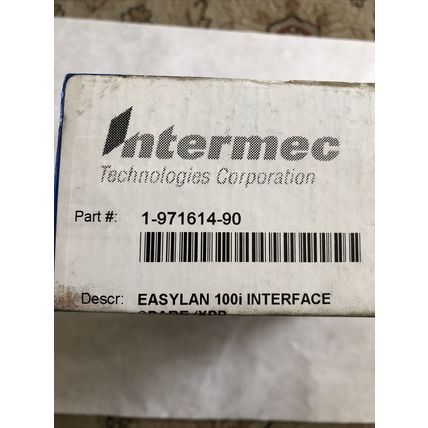 Intermec
Technologies Corporation
Part #: 1-971614-90
Descr: EASYLAN 100i INTERFACE